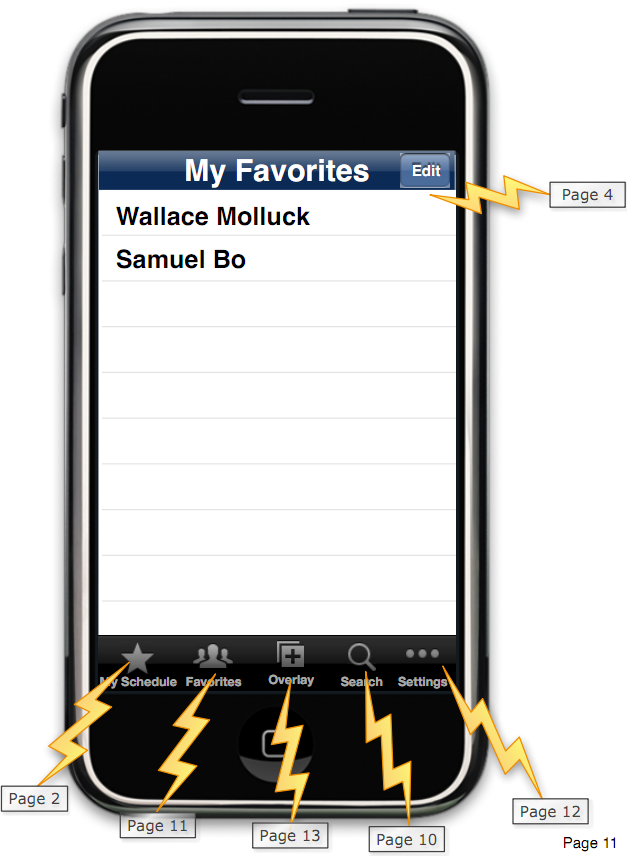 My Favorites
Edit
Page 4
Wallace Molluck
Samuel Bo
My Schedule
Favorites
Overlay
Search
Settings
Page 2
Page 11
Page 13
Page 10
Page 12
Page 11